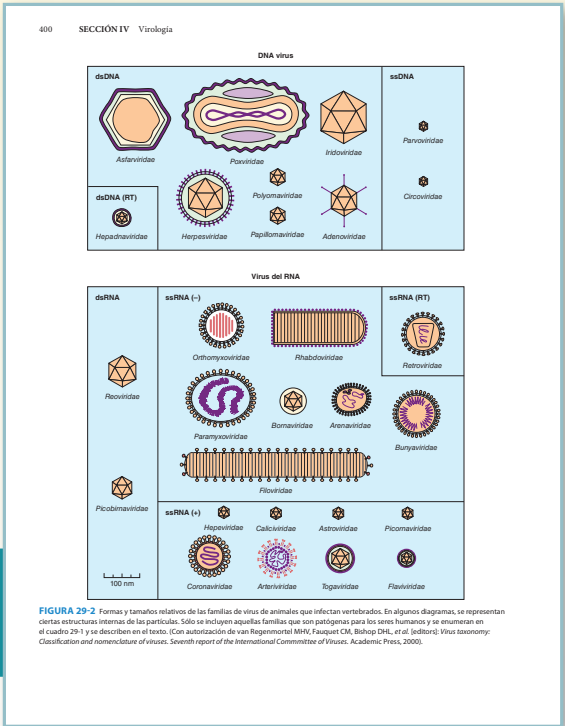 400 SECCIÓN IV Virología
DNA virus
dsDNA
ssDNA
Asfarviridae
Poxviridae
Iridoviridae
Parvoviridae
dsDNA (RT)
Polyomaviridae
Circoviridae
Hepadnaviridae
Herpesviridae
Papillomaviridae
Adenoviridae
Virus del RNA
dsRNA
ssRNA (–)
ssRNA (RT)
Orthomyxoviridae
Rhabdoviridae
Retroviridae
Reoviridae
Paramyxoviridae
Bornaviridae
Arenaviridae
Bunyaviridae
Filoviridae
Picobirnaviridae
ssRNA (+)
Hepeviridae
Caliciviridae
Astroviridae
Picornaviridae
Coronaviridae
Arteriviridae
Togaviridae
Flaviviridae
100 nm
FIGURA 29-2 Formas y tamaños relativos de las familias de virus de animales que infectan vertebrados. En algunos diagramas, se representan
ciertas estructuras internas de las partículas. Sólo se incluyen aquellas familias que son patógenas para los seres humanos y se enumeran en
el cuadro 29-1 y se describen en el texto. (Con autorización de van Regenmortel MHV, Fauquet CM, Bishop DHL, et al. [editors]: Virus taxonomy:
Classification and nomenclature of viruses. Seventh report of the International Commmittee of Viruses. Academic Press, 2000).